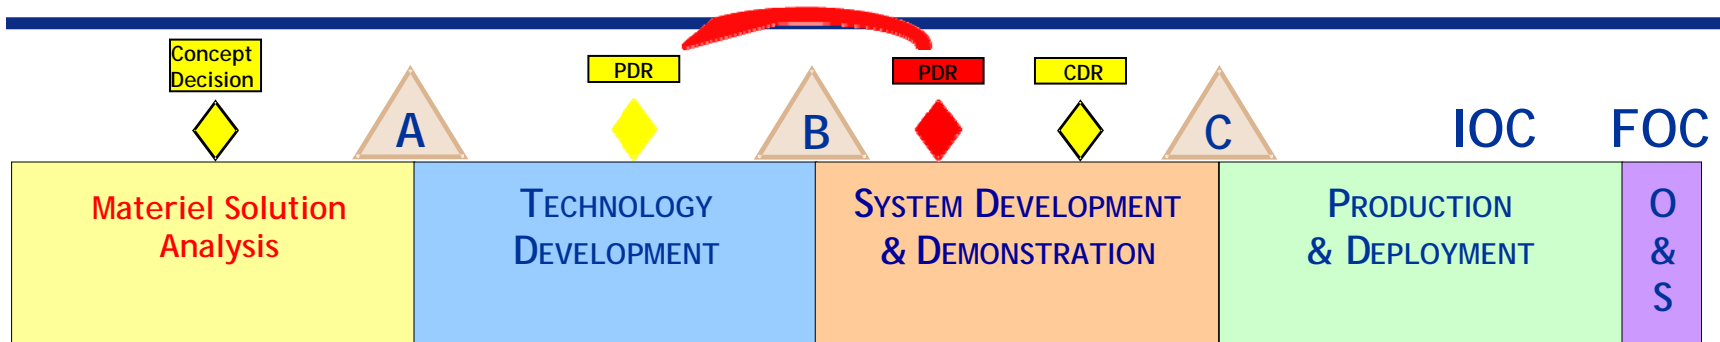 Concept
Decision
PDR
PDR
CDR
A
B
C
IOC
FOC
Materiel Solution
Analysis
TECHNOLOGY
DEVELOPMENT
SYSTEM DEVELOPMENT
& DEMONSTRATION
PRODUCTION
& DEPLOYMENT
O
&
S